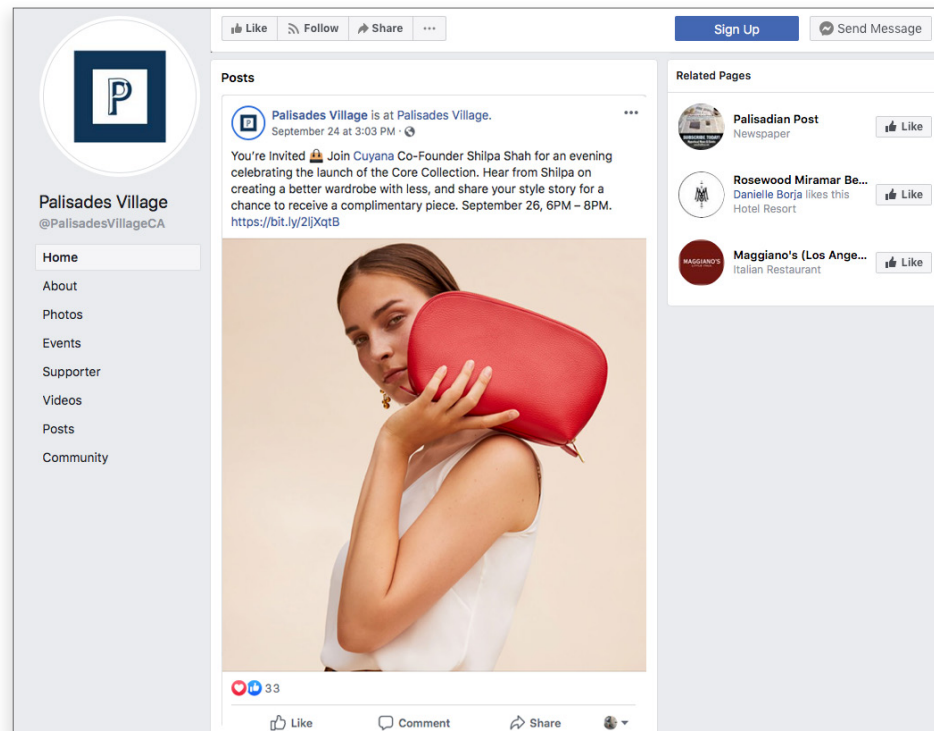 P
Palisades Village
@PalisadesVillageCA
Home
About
Photos
Events
Supporter
Videos
Posts
Community
Like
Follow
Share
...
Sign Up
Send Message
Posts
P
Palisades Village is at Palisades Village.
September 24 at 3:03 PM ·
You're Invited 👜 Join Cuyana Co-Founder Shilpa Shah for an evening
celebrating the launch of the Core Collection. Hear from Shilpa on
creating a better wardrobe with less, and share your style story for a
chance to receive a complimentary piece. September 26, 6PM – 8PM.
https://bit.ly/2ljXqtB
33
Like
Comment
Share
Related Pages
SUBSCRIBE TODAY!
Palisadian Post
Newspaper
Like
Rosewood Miramar Be...
Danielle Borja likes this
Hotel Resort
Like
MAGGIANO'S
Maggiano's (Los Ange...
Italian Restaurant
Like